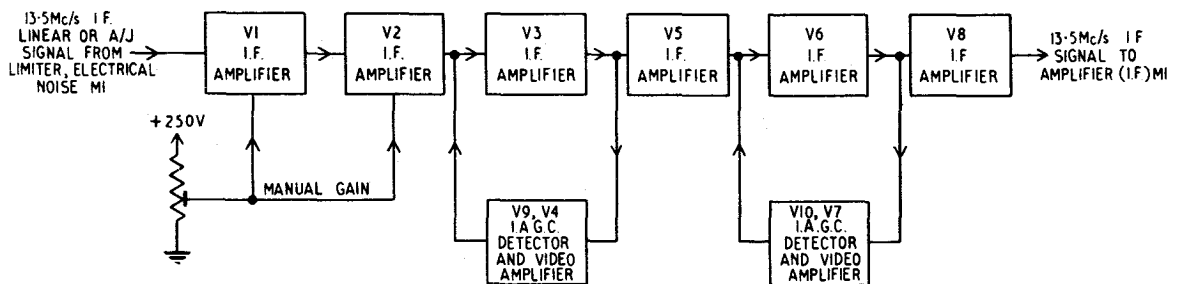 13·5Mc/s I F.
LINEAR OR A/J
SIGNAL FROM
LIMITER, ELECTRICAL
NOISE MI
V1
I.F.
AMPLIFIER
V2
I.F.
AMPLIFIER
V3
I.F.
AMPLIFIER
V5
I.F.
AMPLIFIER
V6
I.F.
AMPLIFIER
V8
I.F.
AMPLIFIER
13·5Mc/s I F
SIGNAL TO
AMPLIFIER (I.F) MI
+250V
MANUAL GAIN
V9, V4
I.A.G.C.
DETECTOR
AND VIDEO
AMPLIFIER
V10, V7
I.A.G.C.
DETECTOR
AND VIDEO
AMPLIFIER